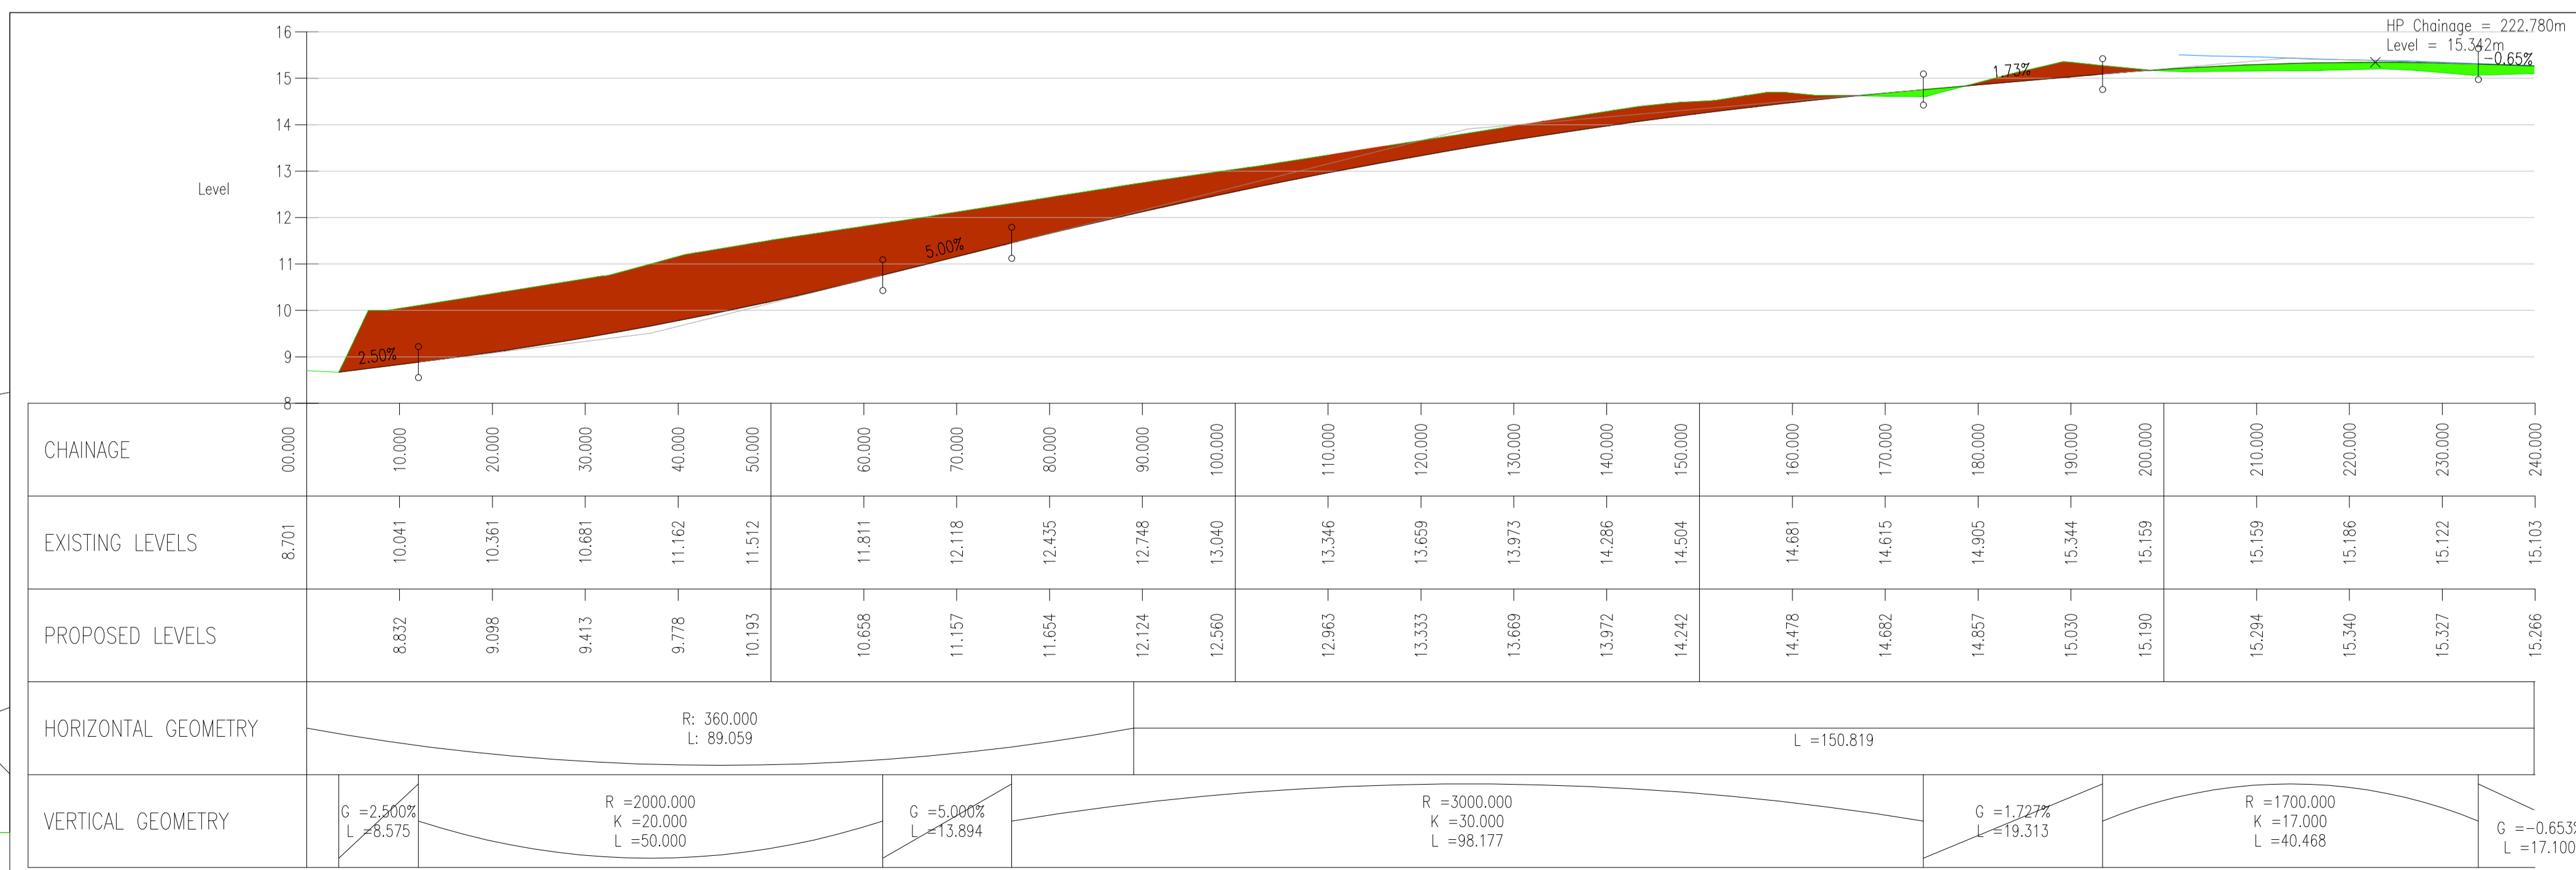 HP Chainage = 222.780m
Level = 15.342m
16
15
14
13
12
11
10
9
8
Level
2.50%
5.00%
1.73%
-0.65%
CHAINAGE
00.000 10.000 20.000 30.000 40.000 50.000 60.000 70.000 80.000 90.000 100.000 110.000 120.000 130.000 140.000 150.000 160.000 170.000 180.000 190.000 200.000 210.000 220.000 230.000 240.000
EXISTING LEVELS
8.701 10.041 10.361 10.681 11.162 11.512 11.811 12.118 12.435 12.748 13.040 13.346 13.659 13.973 14.286 14.504 14.681 14.615 14.905 15.344 15.159 15.159 15.186 15.122 15.103
PROPOSED LEVELS
8.832 9.098 9.413 9.778 10.193 10.658 11.157 11.654 12.124 12.560 12.963 13.333 13.669 13.972 14.242 14.478 14.682 14.857 15.030 15.190 15.294 15.340 15.327 15.266
HORIZONTAL GEOMETRY
R: 360.000
L: 89.059
L =150.819
VERTICAL GEOMETRY
G =2.500%
L =8.575
R =2000.000
K =20.000
L =50.000
G =5.000%
L =13.894
R =3000.000
K =30.000
L =98.177
G =1.727%
L =19.313
R =1700.000
K =17.000
L =40.468
G =-0.653%
L =17.100